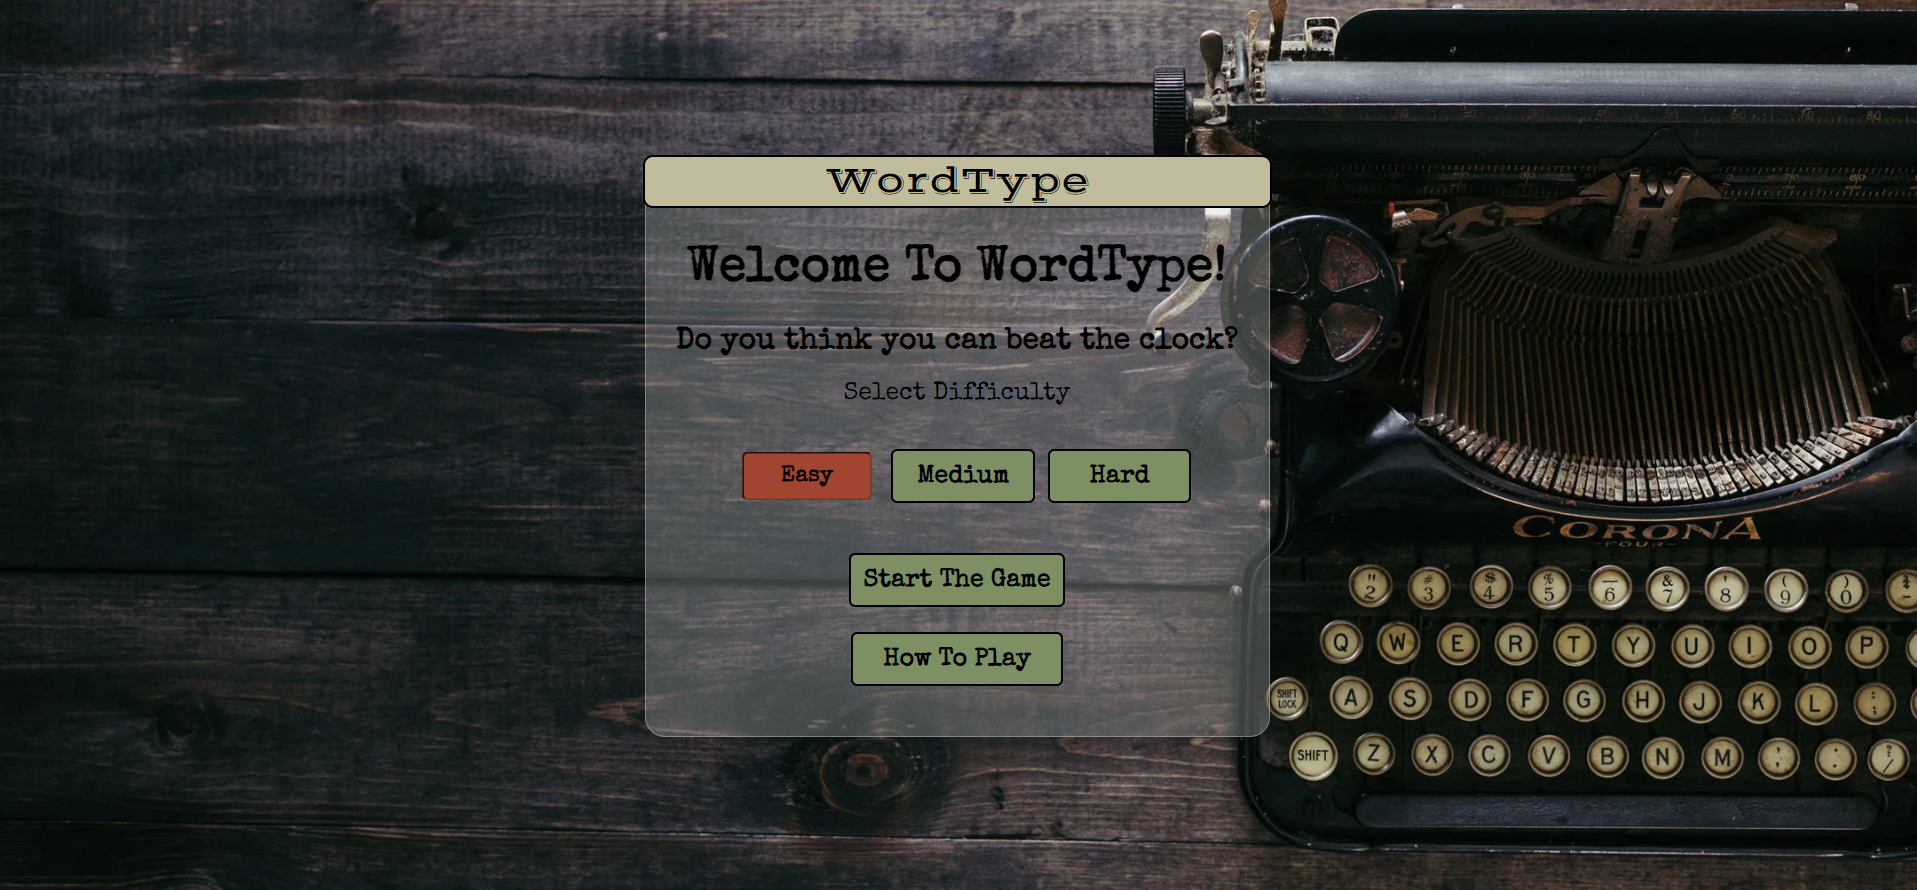 WordType
Welcome To WordType!
Do you think you can beat the clock?
Select Difficulty
Easy Medium Hard
Start The Game
How To Play
CORONA
FOUR
" # $ % — & ' ( )
2 3 4 5 6 7 8 9 0 -
Q W E R T Y U I O P
SHIFT LOCK A S D F G H J K L : ;
SHIFT Z X C V B N M , . ? /